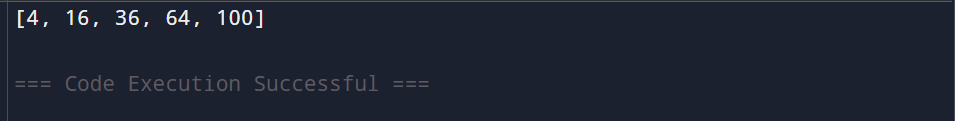 [4, 16, 36, 64, 100]
=== Code Execution Successful ===